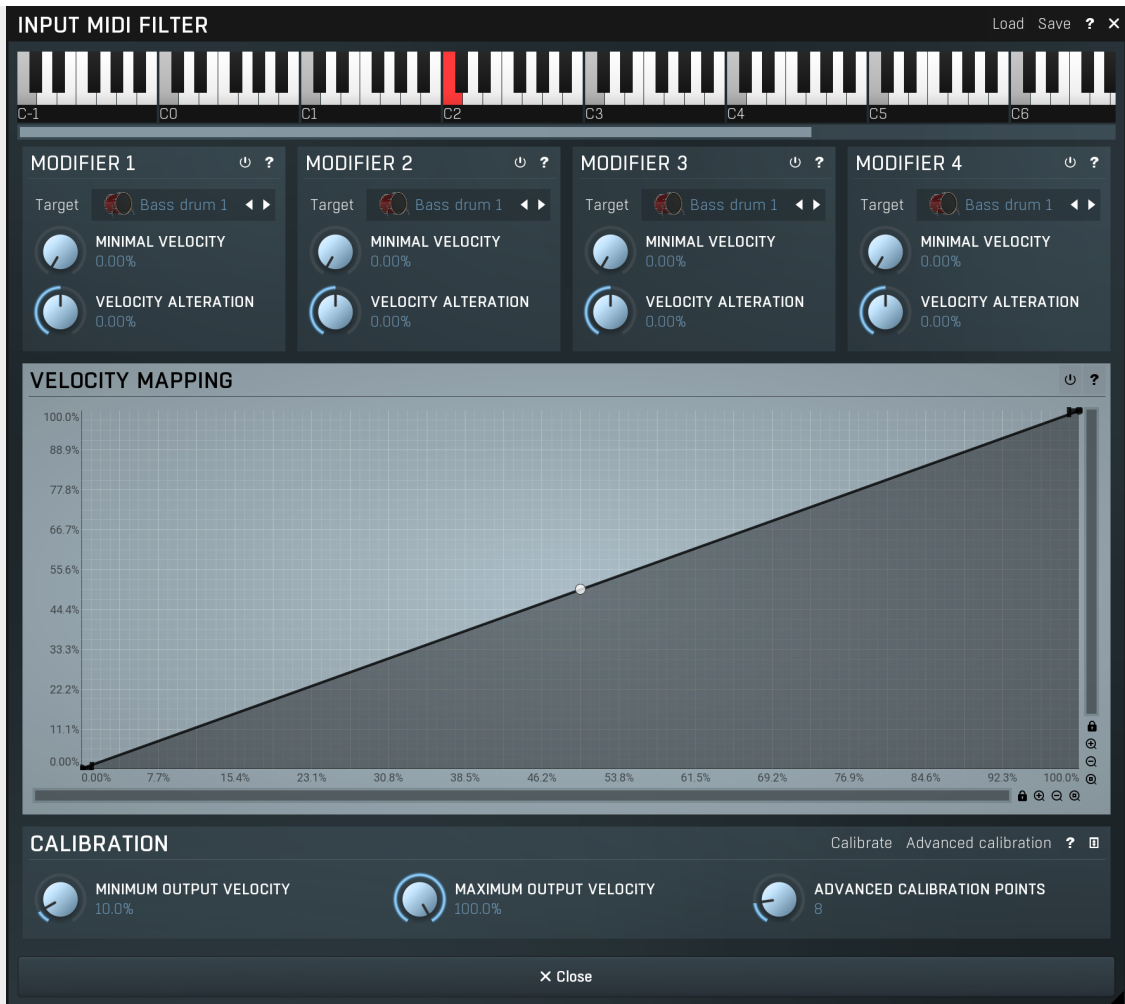 INPUT MIDI FILTER Load Save ? ✕
C-1 C0 C1 C2 C3 C4 C5 C6
MODIFIER 1 ? MODIFIER 2 ? MODIFIER 3 ? MODIFIER 4 ?
Target Bass drum 1 Target Bass drum 1 Target Bass drum 1 Target Bass drum 1
MINIMAL VELOCITY MINIMAL VELOCITY MINIMAL VELOCITY MINIMAL VELOCITY
0.00% 0.00% 0.00% 0.00%
VELOCITY ALTERATION VELOCITY ALTERATION VELOCITY ALTERATION VELOCITY ALTERATION
0.00% 0.00% 0.00% 0.00%
VELOCITY MAPPING ?
100.0%
88.9%
77.8%
66.7%
55.6%
44.4%
33.3%
22.2%
11.1%
0.00%
0.00% 7.7% 15.4% 23.1% 30.8% 38.5% 46.2% 53.8% 61.5% 69.2% 76.9% 84.6% 92.3% 100.0%
CALIBRATION Calibrate Advanced calibration ?
MINIMUM OUTPUT VELOCITY MAXIMUM OUTPUT VELOCITY ADVANCED CALIBRATION POINTS
10.0% 100.0% 8
✕ Close